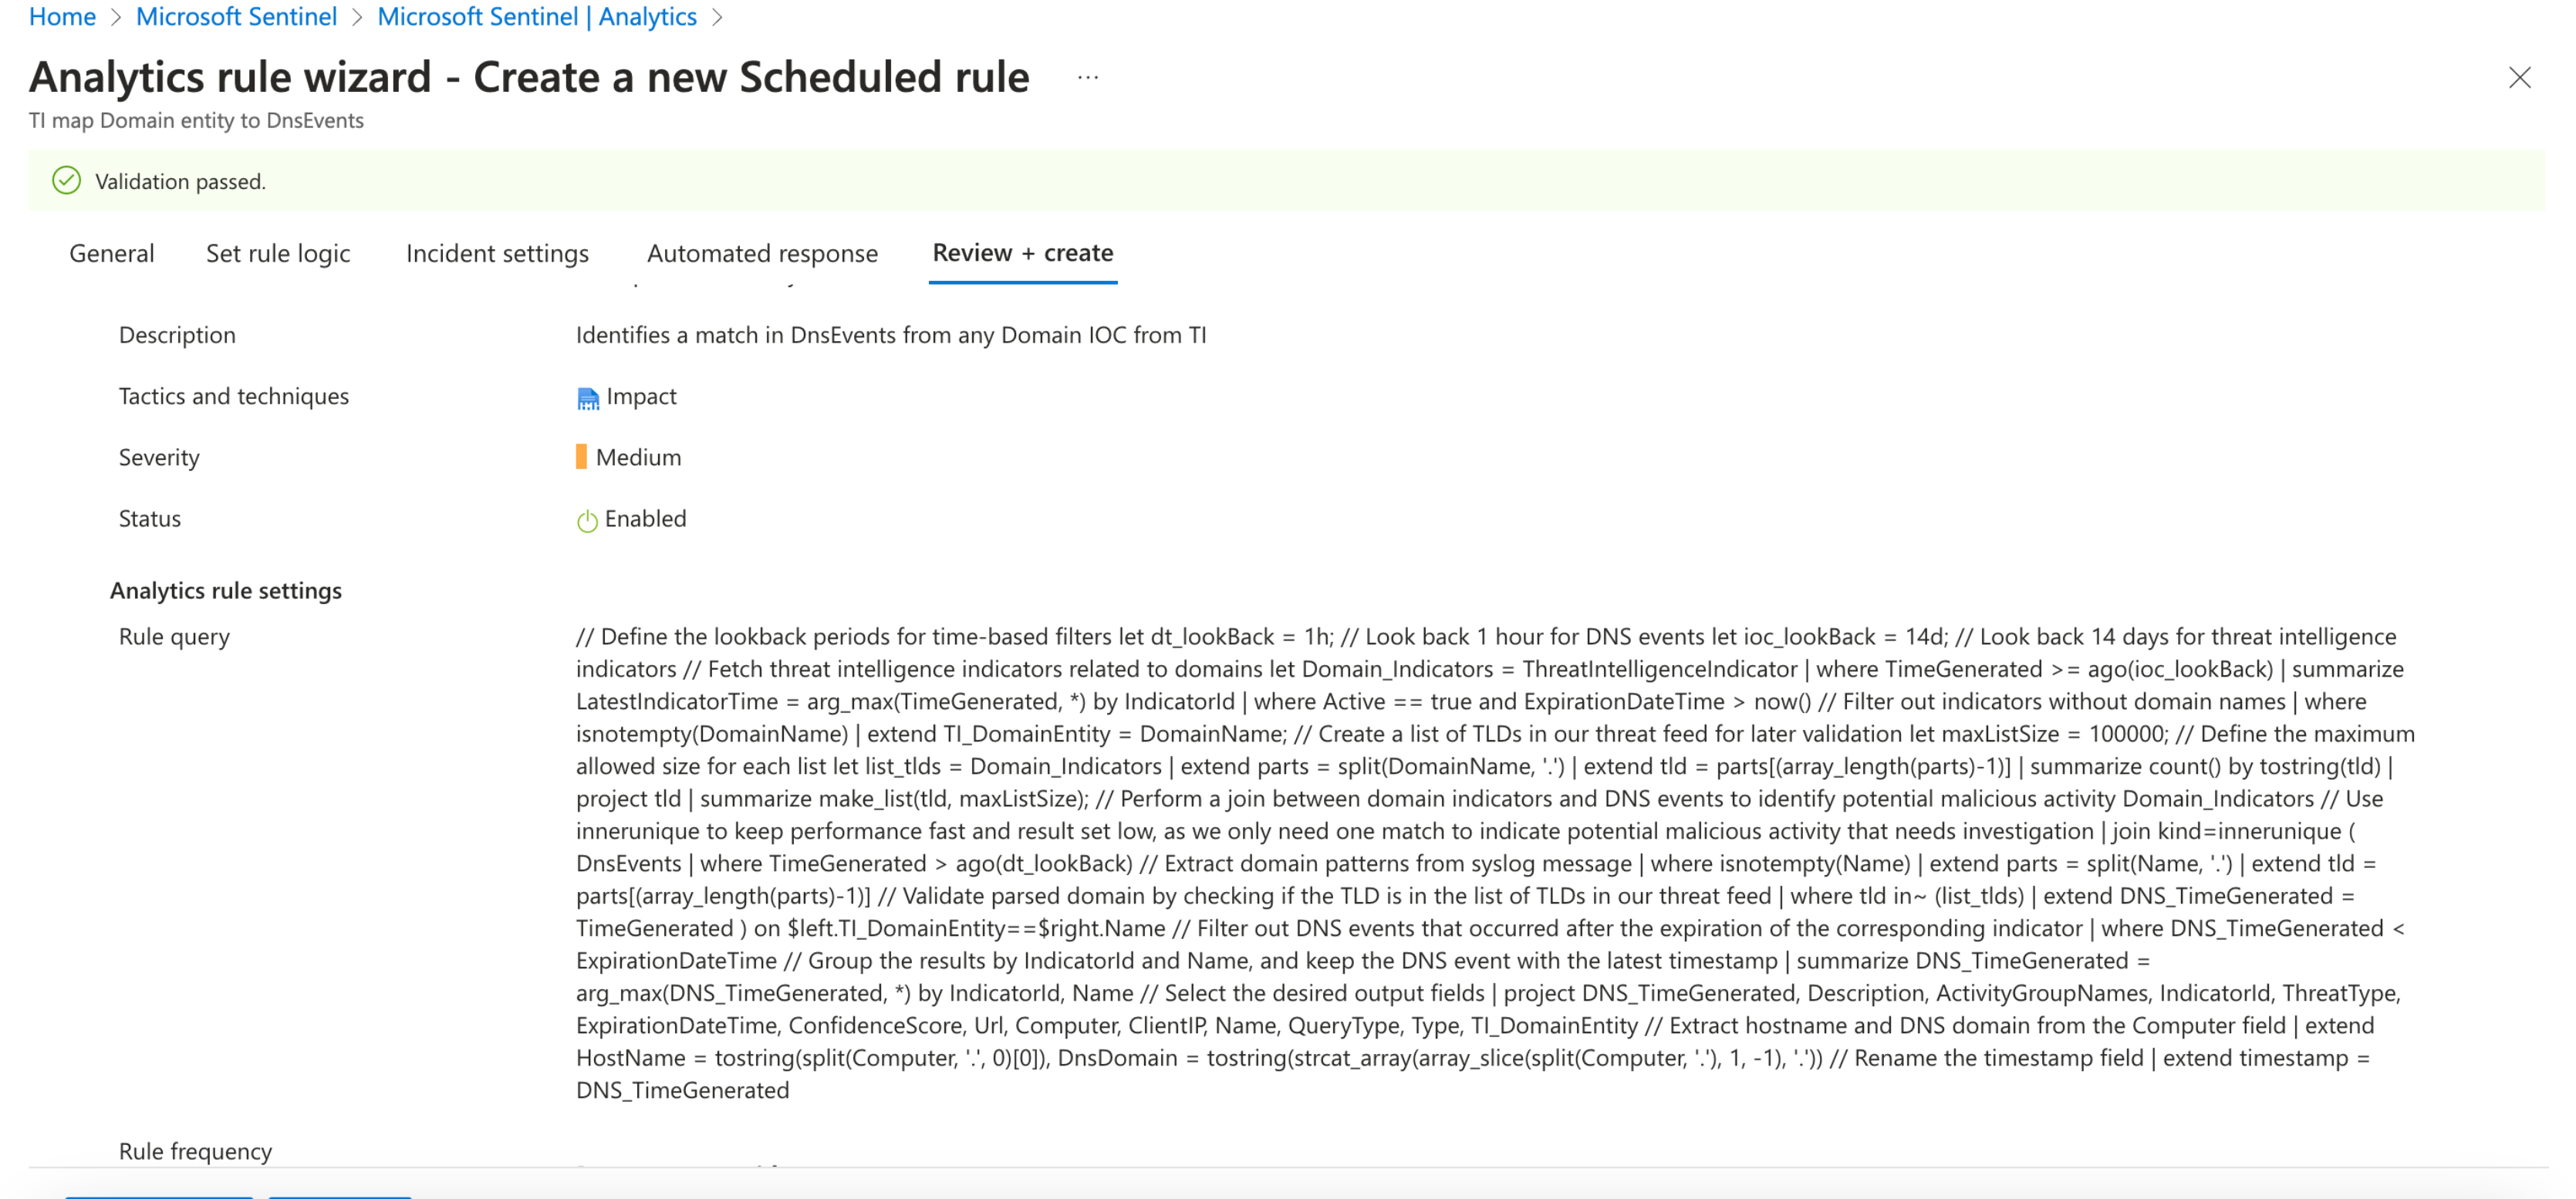 Home > Microsoft Sentinel > Microsoft Sentinel | Analytics >
Analytics rule wizard - Create a new Scheduled rule ...
TI map Domain entity to DnsEvents
Validation passed.
General Set rule logic Incident settings Automated response Review + create
Description Identifies a match in DnsEvents from any Domain IOC from TI
Tactics and techniques Impact
Severity Medium
Status Enabled
Analytics rule settings
Rule query // Define the lookback periods for time-based filters let dt_lookBack = 1h; // Look back 1 hour for DNS events let ioc_lookBack = 14d; // Look back 14 days for threat intelligence
indicators // Fetch threat intelligence indicators related to domains let Domain_Indicators = ThreatIntelligenceIndicator | where TimeGenerated >= ago(ioc_lookBack) | summarize
LatestIndicatorTime = arg_max(TimeGenerated, *) by IndicatorId | where Active == true and ExpirationDateTime > now() // Filter out indicators without domain names | where
isnotempty(DomainName) | extend TI_DomainEntity = DomainName; // Create a list of TLDs in our threat feed for later validation let maxListSize = 100000; // Define the maximum
allowed size for each list let list_tlds = Domain_Indicators | extend parts = split(DomainName, '.') | extend tld = parts[(array_length(parts)-1)] | summarize count() by tostring(tld) |
project tld | summarize make_list(tld, maxListSize); // Perform a join between domain indicators and DNS events to identify potential malicious activity Domain_Indicators // Use
innerunique to keep performance fast and result set low, as we only need one match to indicate potential malicious activity that needs investigation | join kind=innerunique (
DnsEvents | where TimeGenerated > ago(dt_lookBack) // Extract domain patterns from syslog message | where isnotempty(Name) | extend parts = split(Name, '.') | extend tld =
parts[(array_length(parts)-1)] // Validate parsed domain by checking if the TLD is in the list of TLDs in our threat feed | where tld in~ (list_tlds) | extend DNS_TimeGenerated =
TimeGenerated ) on $left.TI_DomainEntity==$right.Name // Filter out DNS events that occurred after the expiration of the corresponding indicator | where DNS_TimeGenerated <
ExpirationDateTime // Group the results by IndicatorId and Name, and keep the DNS event with the latest timestamp | summarize DNS_TimeGenerated =
arg_max(DNS_TimeGenerated, *) by IndicatorId, Name // Select the desired output fields | project DNS_TimeGenerated, Description, ActivityGroupNames, IndicatorId, ThreatType,
ExpirationDateTime, ConfidenceScore, Url, Computer, ClientIP, Name, QueryType, Type, TI_DomainEntity // Extract hostname and DNS domain from the Computer field | extend
HostName = tostring(split(Computer, '.', 0)[0]), DnsDomain = tostring(strcat_array(array_slice(split(Computer, '.'), 1, -1), '.')) // Rename the timestamp field | extend timestamp =
DNS_TimeGenerated
Rule frequency